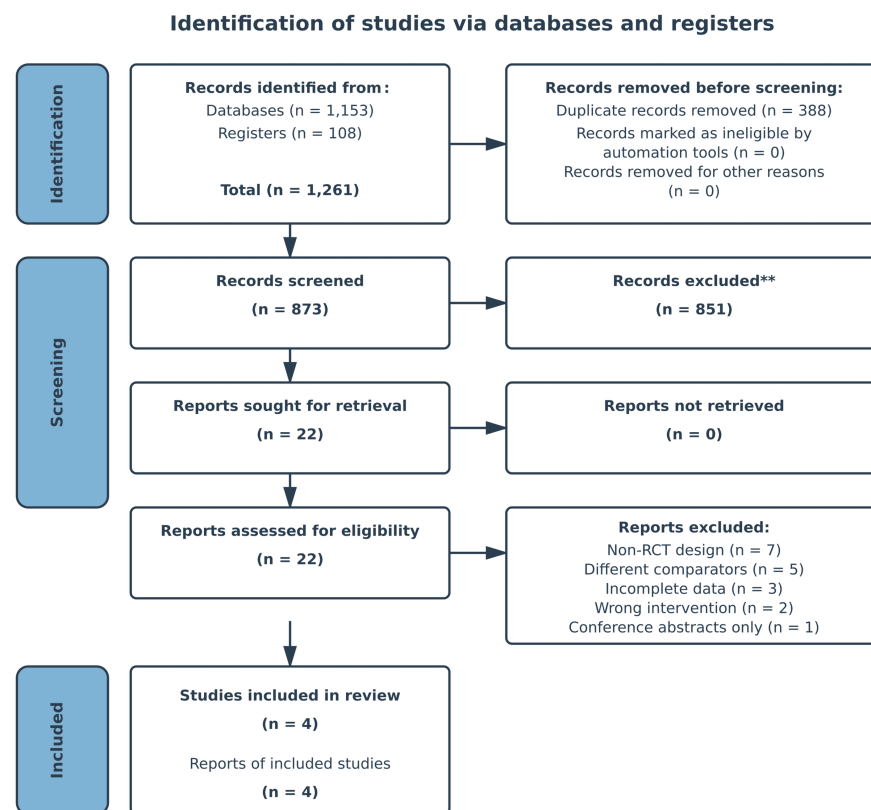 Identification of studies via databases and registers
Identification
Records identified from:
Databases (n = 1,153)
Registers (n = 108)
Total (n = 1,261)
Records removed before screening:
Duplicate records removed (n = 388)
Records marked as ineligible by
automation tools (n = 0)
Records removed for other reasons
(n = 0)
Screening
Records screened
(n = 873)
Records excluded**
(n = 851)
Reports sought for retrieval
(n = 22)
Reports not retrieved
(n = 0)
Reports assessed for eligibility
(n = 22)
Reports excluded:
Non-RCT design (n = 7)
Different comparators (n = 5)
Incomplete data (n = 3)
Wrong intervention (n = 2)
Conference abstracts only (n = 1)
Included
Studies included in review
(n = 4)
Reports of included studies
(n = 4)